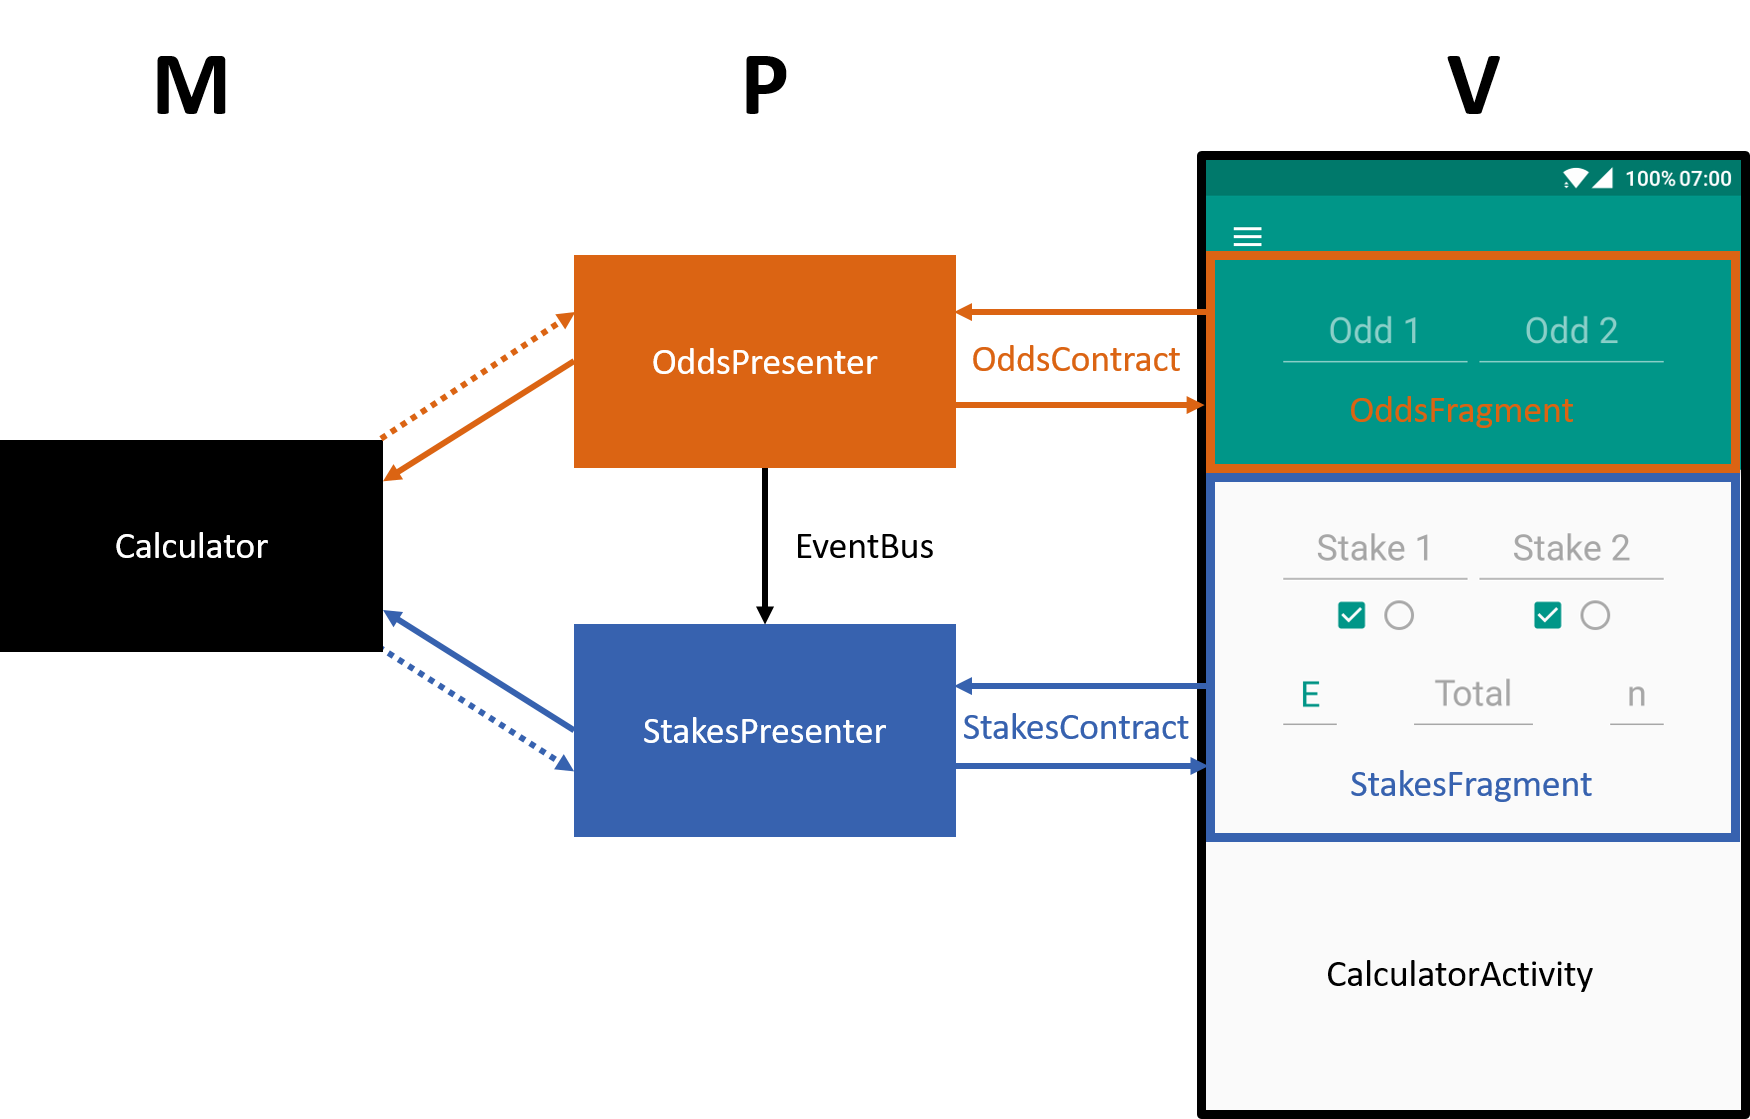 M
P
V
100% 07:00
Odd 1
Odd 2
OddsPresenter
OddsContract
OddsFragment
Calculator
EventBus
Stake 1
Stake 2
E
Total
n
StakesPresenter
StakesContract
StakesFragment
CalculatorActivity